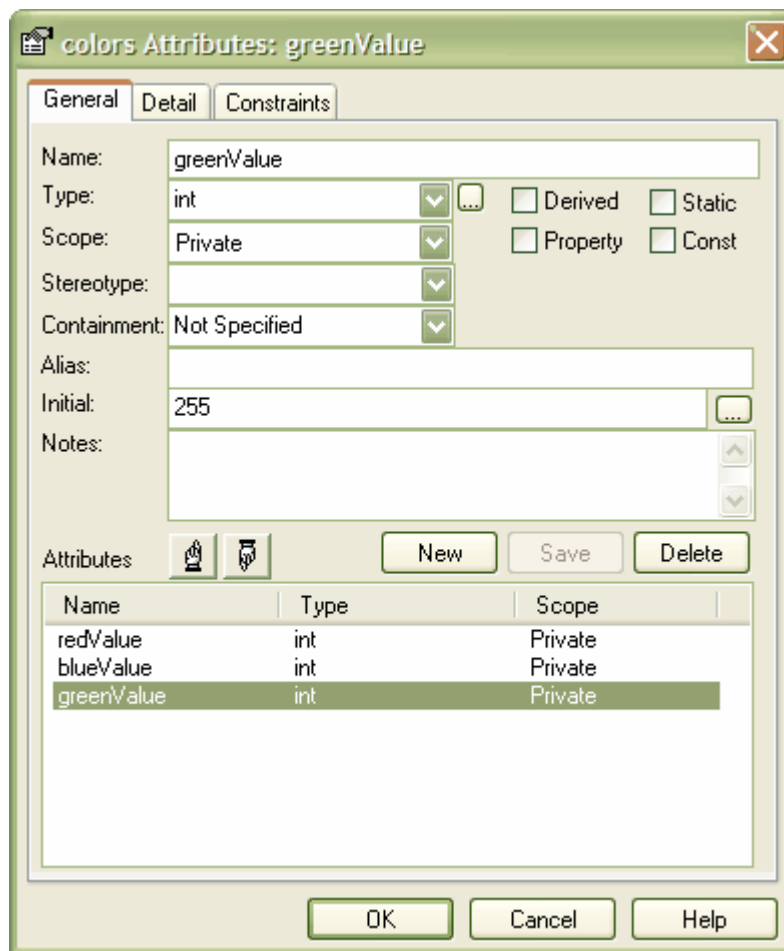 colors Attributes: greenValue
General Detail Constraints
Name: greenValue
Type: int ... Derived Static
Scope: Private Property Const
Stereotype:
Containment: Not Specified
Alias:
Initial: 255 ...
Notes:
Attributes New Save Delete
Name Type Scope
redValue int Private
blueValue int Private
greenValue int Private
OK Cancel Help